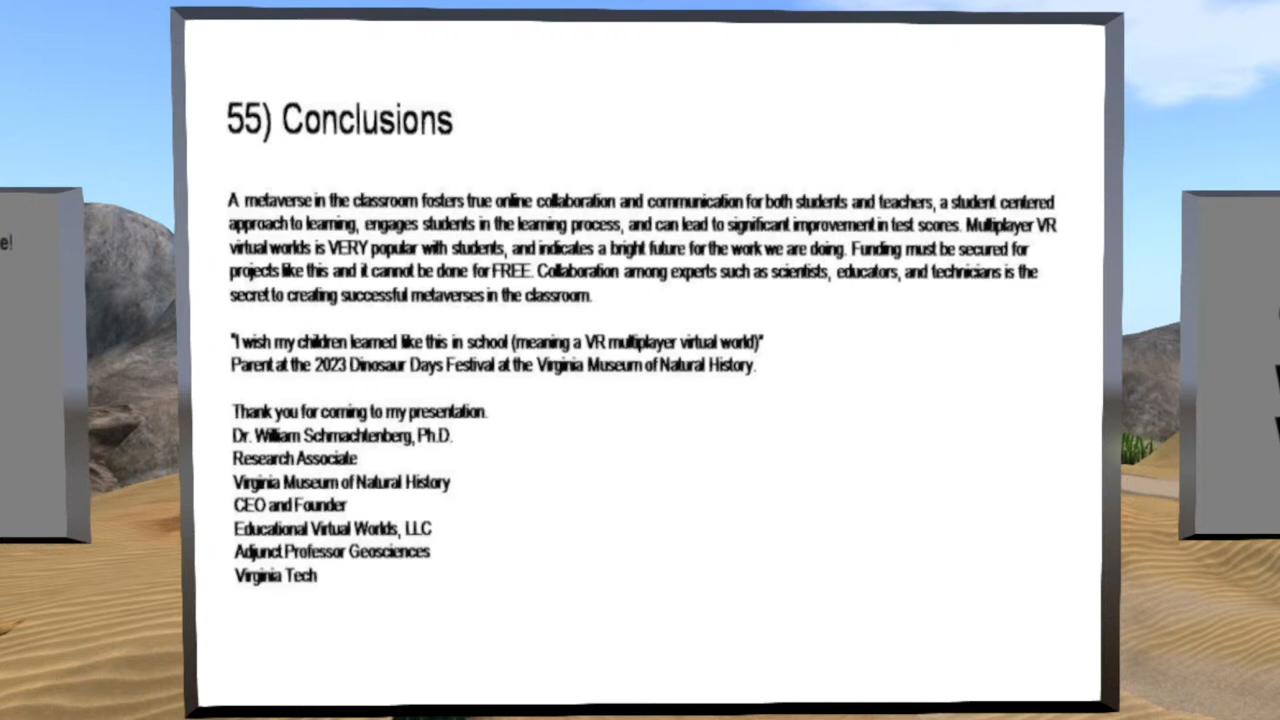 55) Conclusions
A metaverse in the classroom fosters true online collaboration and communication for both students and teachers, a student centered
approach to learning, engages students in the learning process, and can lead to significant improvement in test scores. Multiplayer VR
virtual worlds is VERY popular with students, and indicates a bright future for the work we are doing. Funding must be secured for
projects like this and it cannot be done for FREE. Collaboration among experts such as scientists, educators, and technicians is the
secret to creating successful metaverses in the classroom.
"I wish my children learned like this in school (meaning a VR multiplayer virtual world)"
Parent at the 2023 Dinosaur Days Festival at the Virginia Museum of Natural History.
Thank you for coming to my presentation.
Dr. William Schmachtenberg, Ph.D.
Research Associate
Virginia Museum of Natural History
CEO and Founder
Educational Virtual Worlds, LLC
Adjunct Professor Geosciences
Virginia Tech